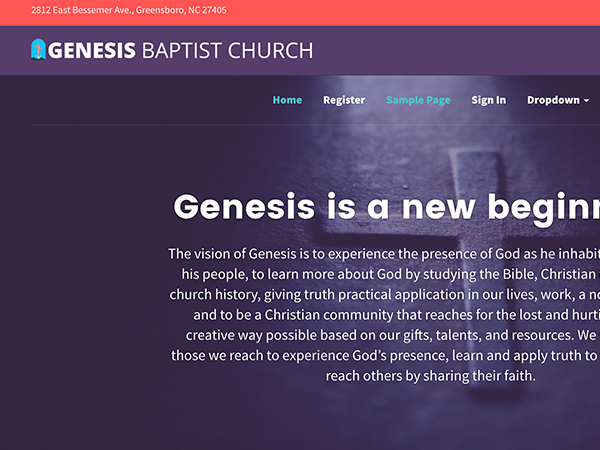 2812 East Bessemer Ave., Greensboro, NC 27405
GENESIS BAPTIST CHURCH
Home Register Sample Page Sign In Dropdown
Genesis is a new beginn
The vision of Genesis is to experience the presence of God as he inhabit
his people, to learn more about God by studying the Bible, Christian
church history, giving truth practical application in our lives, work, a no
and to be a Christian community that reaches for the lost and hurti
creative way possible based on our gifts, talents, and resources. We
those we reach to experience God’s presence, learn and apply truth to
reach others by sharing their faith.